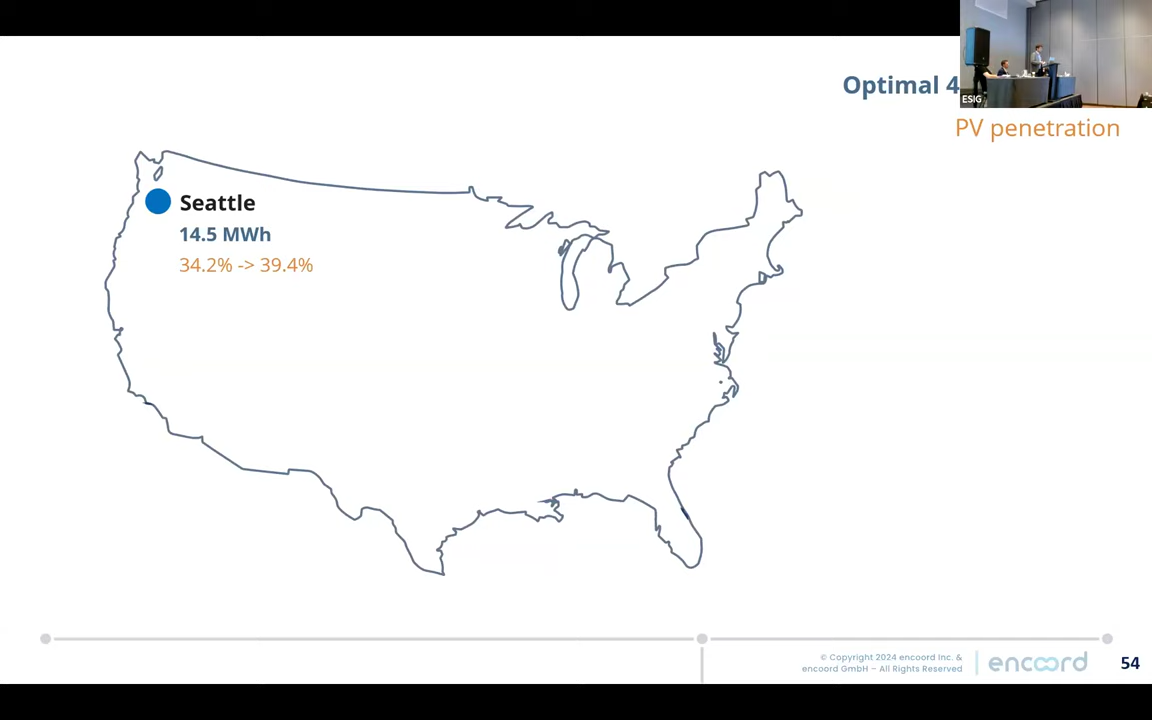 Optimal 4
ESIG
PV penetration
Seattle
14.5 MWh
34.2% -> 39.4%
© Copyright 2024 encoord Inc. &
encoord GmbH – All Rights Reserved
encoord
54